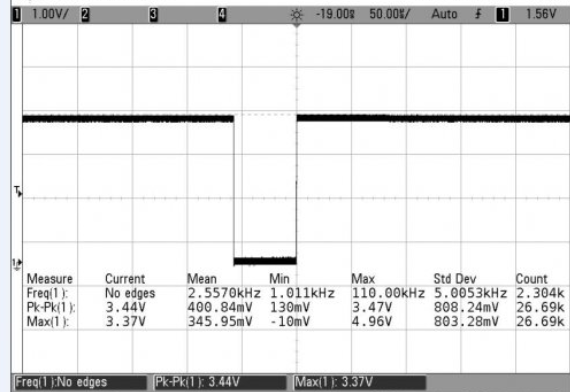 1 1.00V/ 2 3 4 -19.00s 50.00s/ Auto 1 1.56V
T
1
Measure Current Mean Min Max Std Dev Count
Freq(1): No edges 2.5570kHz 1.011kHz 110.00kHz 5.0053kHz 2.304k
Pk-Pk(1): 3.44V 400.84mV 130mV 3.47V 808.24mV 26.69k
Max(1): 3.37V 345.95mV -10mV 4.96V 803.28mV 26.69k
Freq(1):No edges Pk-Pk(1): 3.44V Max(1): 3.37V